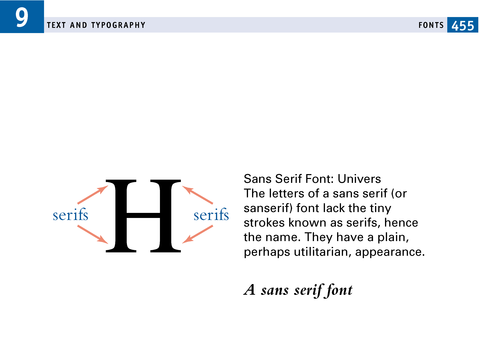 9
TEXT AND TYPOGRAPHY
FONTS 455
serifs
H
serifs
Sans Serif Font: Univers
The letters of a sans serif (or
sanserif) font lack the tiny
strokes known as serifs, hence
the name. They have a plain,
perhaps utilitarian, appearance.
A sans serif font